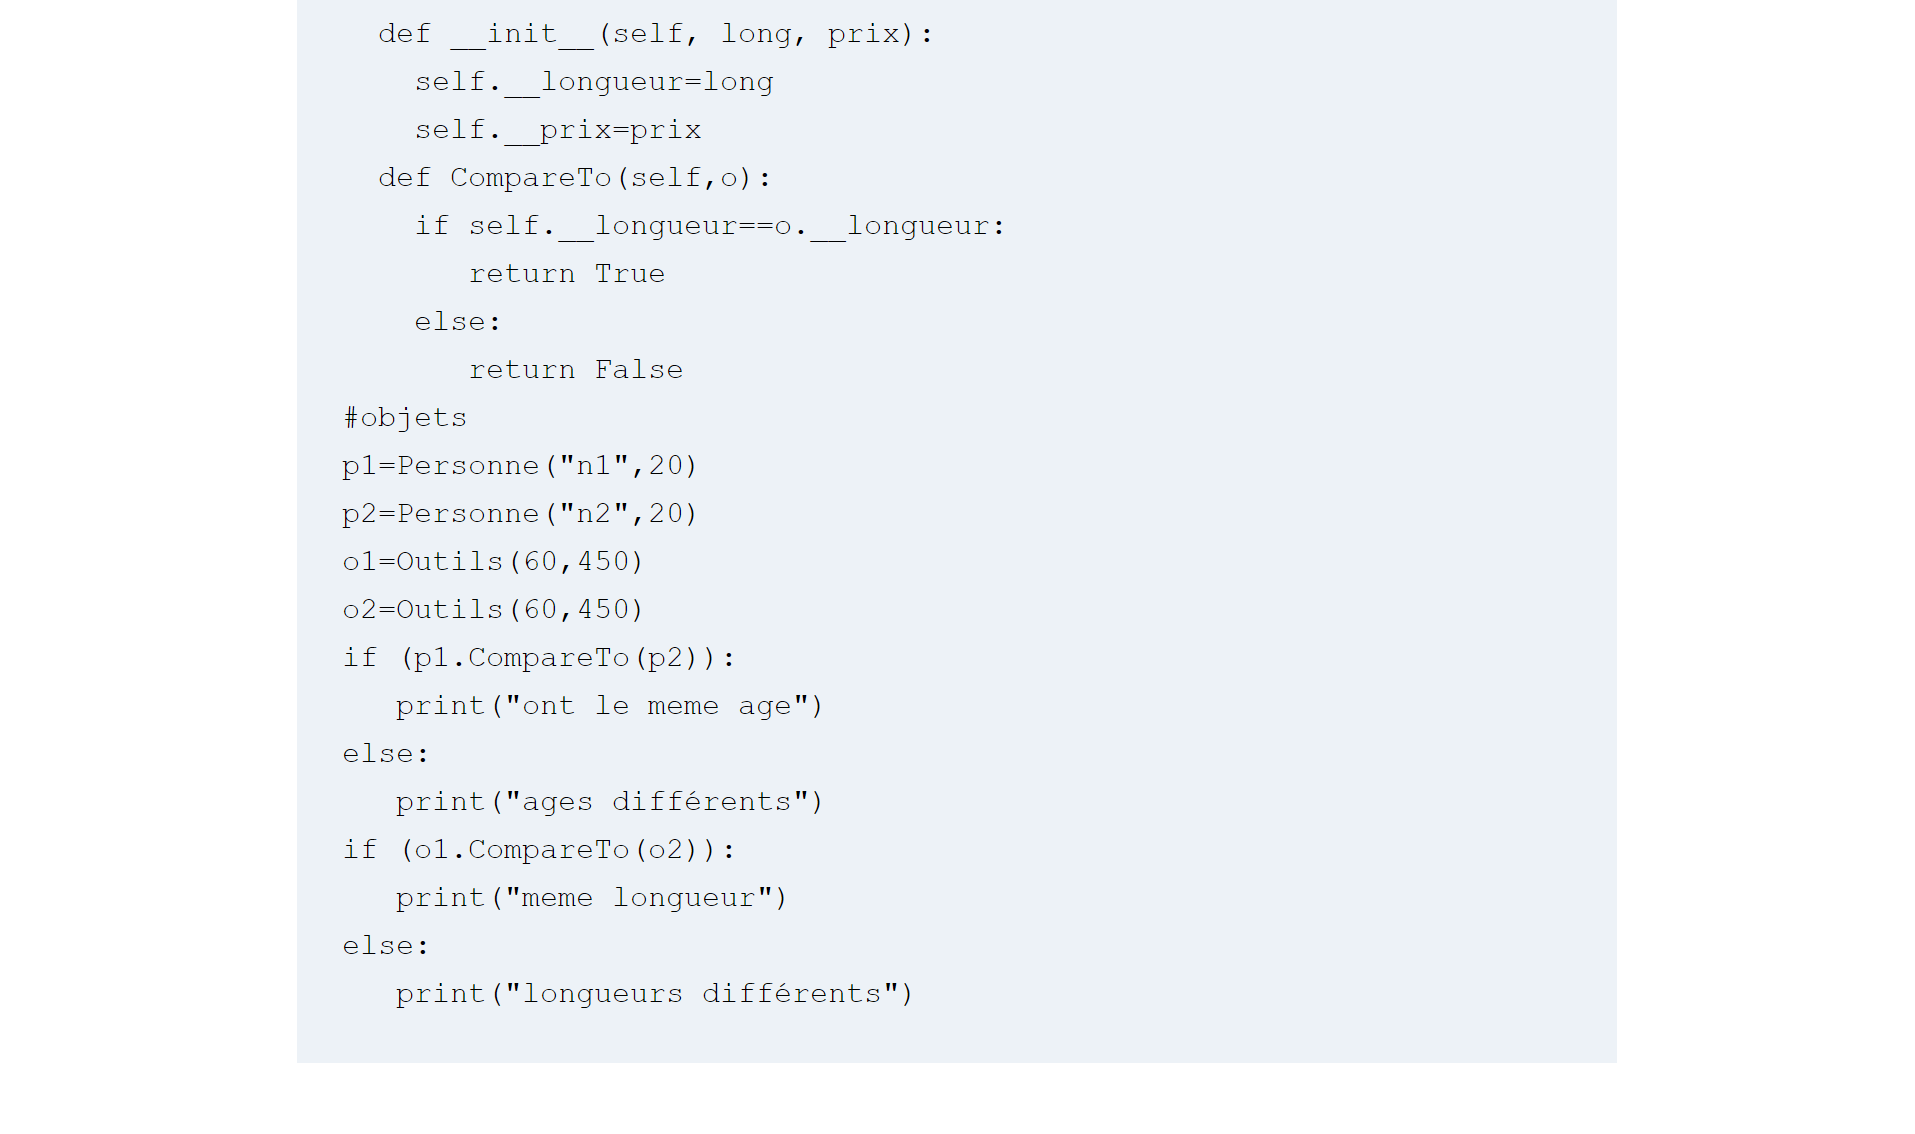 def __init__(self, long, prix):
self.__longueur=long
self.__prix=prix
def CompareTo(self,o):
if self.__longueur==o.__longueur:
return True
else:
return False
#objets
p1=Personne("n1",20)
p2=Personne("n2",20)
o1=Outils(60,450)
o2=Outils(60,450)
if (p1.CompareTo(p2)):
print("ont le meme age")
else:
print("ages différents")
if (o1.CompareTo(o2)):
print("meme longueur")
else:
print("longueurs différents")